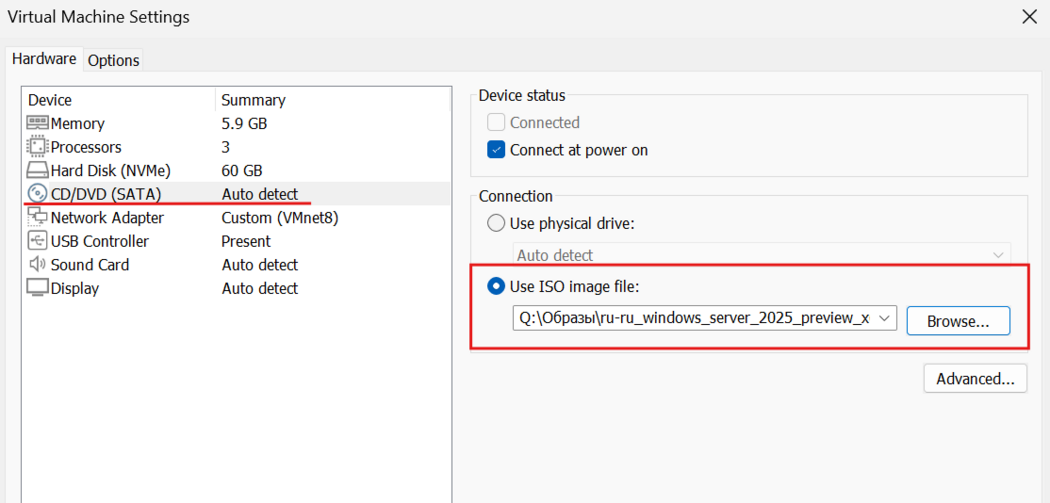 Virtual Machine Settings
Hardware Options
Device Summary
Memory 5.9 GB
Processors 3
Hard Disk (NVMe) 60 GB
CD/DVD (SATA) Auto detect
Network Adapter Custom (VMnet8)
USB Controller Present
Sound Card Auto detect
Display Auto detect
Device status
Connected
Connect at power on
Connection
Use physical drive:
Auto detect
Use ISO image file:
Q:\Образы\ru-ru_windows_server_2025_preview_x
Browse...
Advanced...